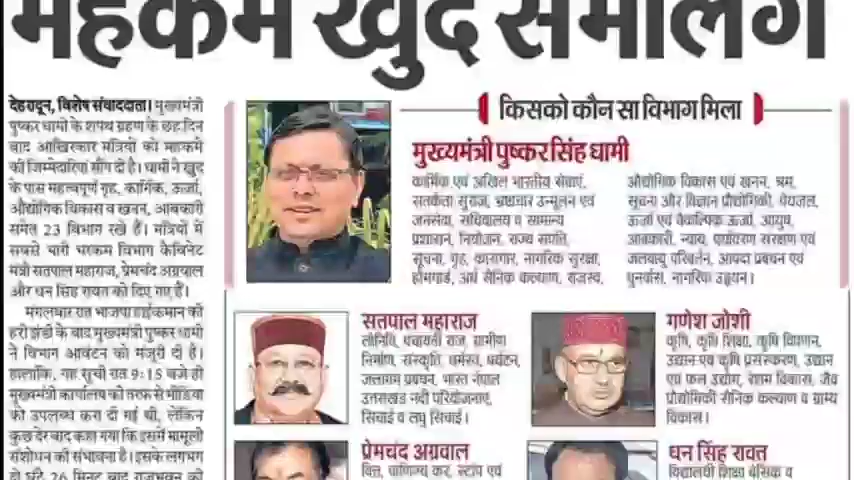 महकमे खुद संभालेंगे
देहरादून, विशेष संवाददाता। मुख्यमंत्री
पुष्कर धामी के शपथ ग्रहण के छह दिन
बाद आखिरकार मंत्रियों को महकमों
की जिम्मेदारियां सौंप दी है। धामी ने खुद
के पास महत्वपूर्ण गृह, कार्मिक, ऊर्जा,
औद्योगिक विकास व खनन, आबकारी
समेत 23 विभाग रखे हैं। मंत्रियों में
सबसे भारी भरकम विभाग कैबिनेट
मंत्री सतपाल महाराज, प्रेमचंद अग्रवाल
और धन सिंह रावत को दिए गए हैं।
मंगलवार रात भाजपा हाईकमान की
हरी झंडी के बाद मुख्यमंत्री पुष्कर धामी
ने विभाग आवंटन को मंजूरी दी है।
हालांकि, यह सूची रात 9:15 बजे ही
मुख्यमंत्री कार्यालय की तरफ से मीडिया
को उपलब्ध करा दी गई थी, लेकिन
कुछ देर बाद कहा गया कि इसमें मामूली
संशोधन की संभावना है। इसके लगभग
दो घंटे 26 मिनट बाद राजभवन की
किसको कौन सा विभाग मिला
मुख्यमंत्री पुष्कर सिंह धामी
कार्मिक एवं अखिल भारतीय सेवाएं,
सतर्कता सुराज, भ्रष्टाचार उन्मूलन एवं
जनसेवा, सचिवालय व सामान्य
प्रशासन, नियोजन, राज्य संपत्ति,
सूचना, गृह, कारागार, नागरिक सुरक्षा,
होमगार्ड, अर्ध सैनिक कल्याण, राजस्व,
औद्योगिक विकास एवं खनन, श्रम,
सूचना और विज्ञान प्रौद्योगिकी, पेयजल,
ऊर्जा एवं वैकल्पिक ऊर्जा, आयुष,
आबकारी, न्याय, पर्यावरण संरक्षण एवं
जलवायु परिवर्तन, आपदा प्रबंधन एवं
पुनर्वास, नागरिक उड्डयन।
सतपाल महाराज
लोनिवि, पंचायती राज, ग्रामीण
निर्माण, संस्कृति, धर्मस्व, पर्यटन,
जलागम प्रबंधन, भारत नेपाल
उत्तराखंड नदी परियोजनाएं,
सिंचाई व लघु सिंचाई।
गणेश जोशी
कृषि, कृषि शिक्षा, कृषि विपणन,
उद्यान एवं कृषि प्रसंस्करण, उद्यान
एवं फल उद्योग, रेशम विकास, जैव
प्रौद्योगिकी सैनिक कल्याण व ग्राम्य
विकास।
प्रेमचंद अग्रवाल
वित्त, वाणिज्य कर, स्टांप एवं
धन सिंह रावत
विद्यालयी शिक्षा बेसिक व